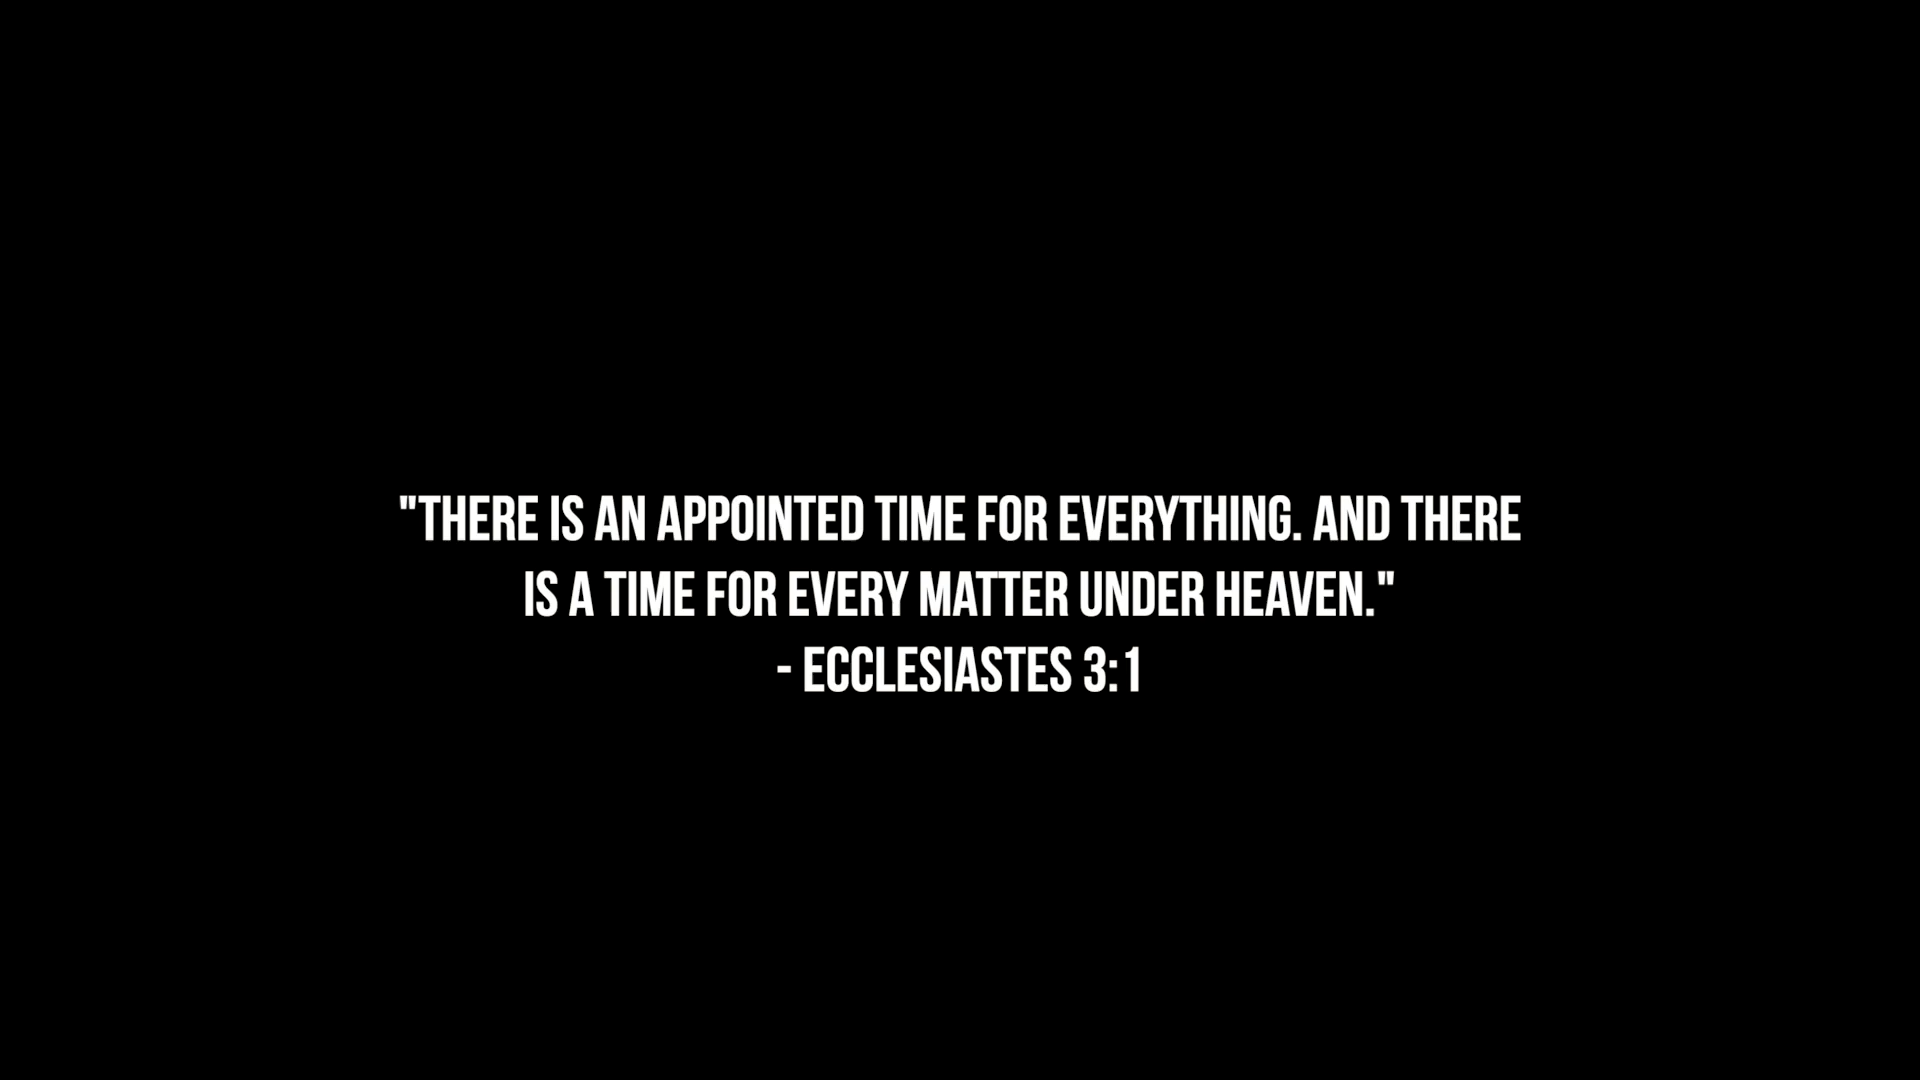 "THERE IS AN APPOINTED TIME FOR EVERYTHING. AND THERE
IS A TIME FOR EVERY MATTER UNDER HEAVEN."
- ECCLESIASTES 3:1